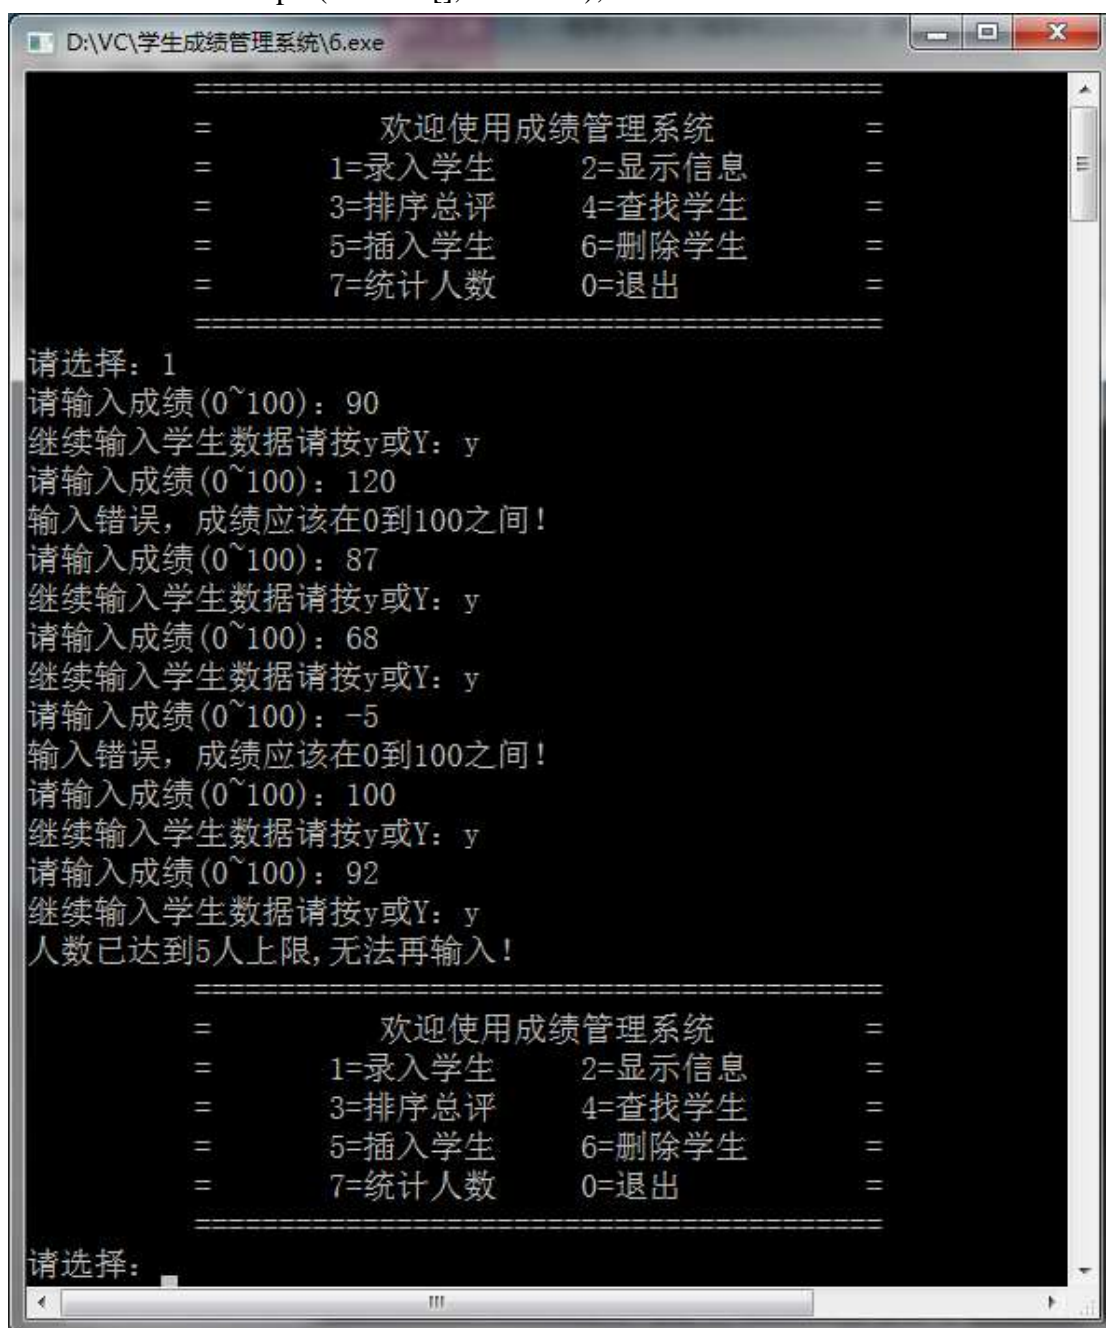 D:\VC\学生成绩管理系统\6.exe
=========================================
= 欢迎使用成绩管理系统 =
= 1=录入学生 2=显示信息 =
= 3=排序总评 4=查找学生 =
= 5=插入学生 6=删除学生 =
= 7=统计人数 0=退出 =
=========================================
请选择：1
请输入成绩(0~100)：90
继续输入学生数据请按y或Y：y
请输入成绩(0~100)：120
输入错误，成绩应该在0到100之间！
请输入成绩(0~100)：87
继续输入学生数据请按y或Y：y
请输入成绩(0~100)：68
继续输入学生数据请按y或Y：y
请输入成绩(0~100)：-5
输入错误，成绩应该在0到100之间！
请输入成绩(0~100)：100
继续输入学生数据请按y或Y：y
请输入成绩(0~100)：92
继续输入学生数据请按y或Y：y
人数已达到5人上限,无法再输入！
=========================================
= 欢迎使用成绩管理系统 =
= 1=录入学生 2=显示信息 =
= 3=排序总评 4=查找学生 =
= 5=插入学生 6=删除学生 =
= 7=统计人数 0=退出 =
=========================================
请选择：